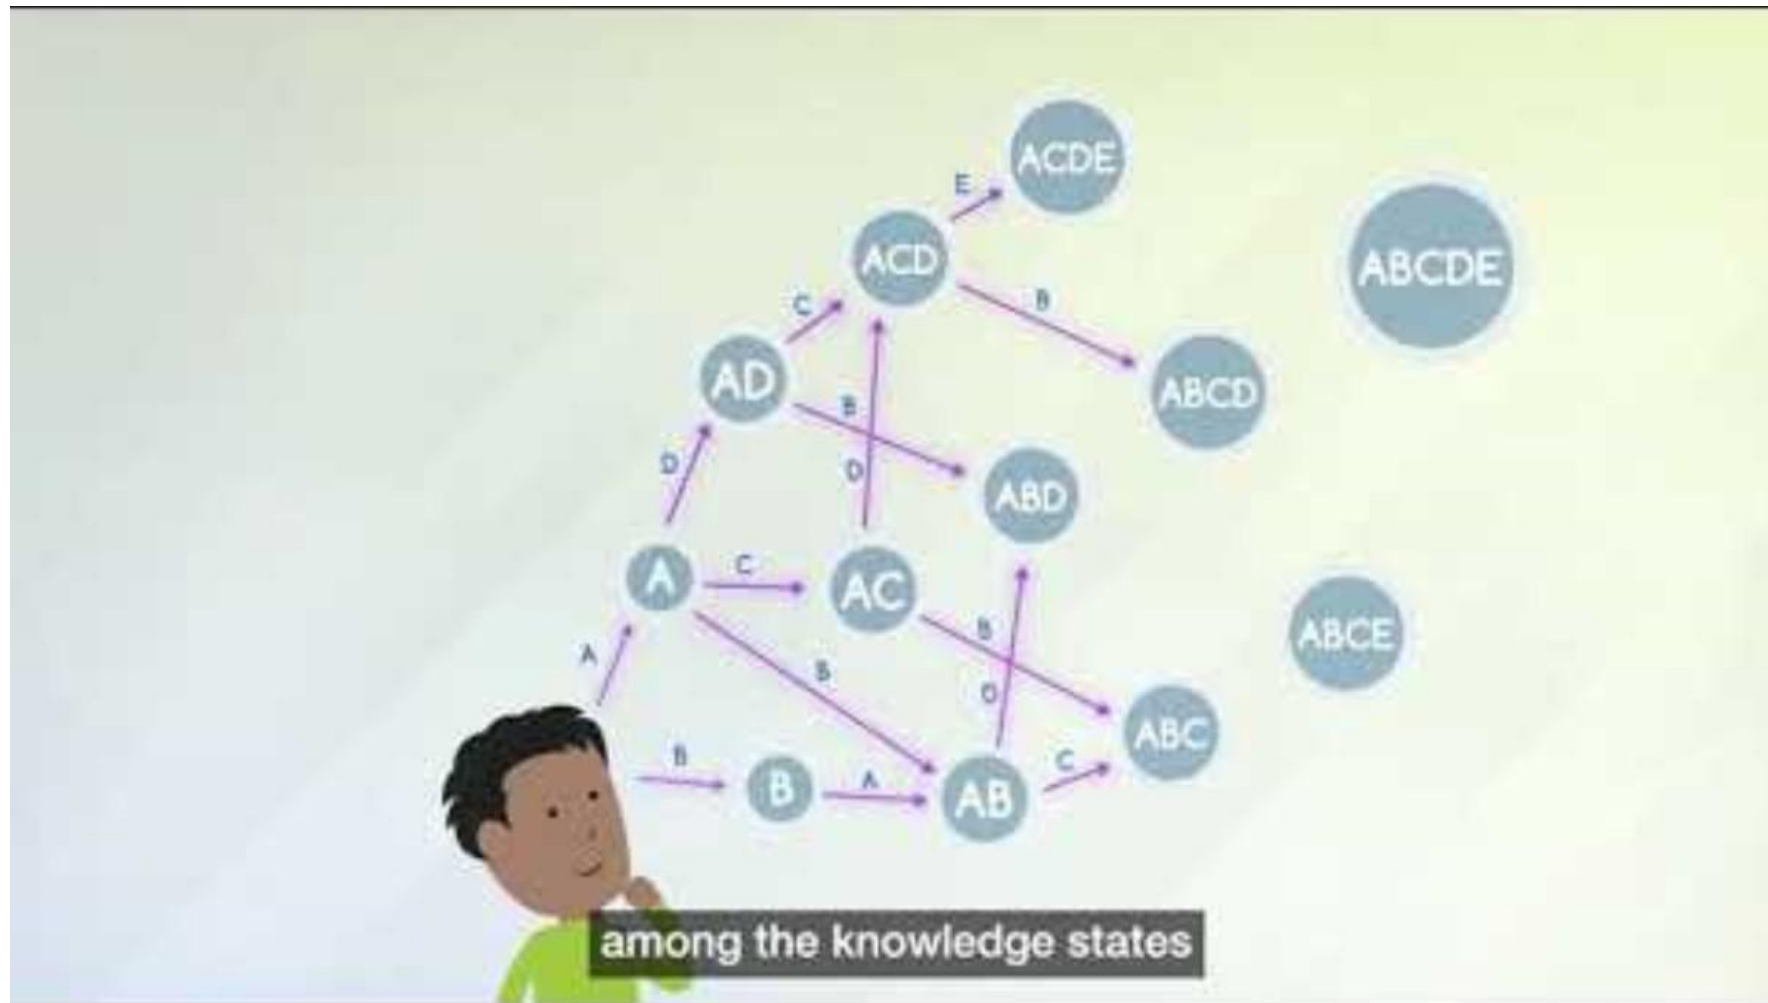 ACDE
E
ACD
ABCDE
C
B
AD
ABCD
B
D
D
ABD
A
C
AC
ABCE
B
A
B
D
ABC
B
C
B
A
AB
among the knowledge states